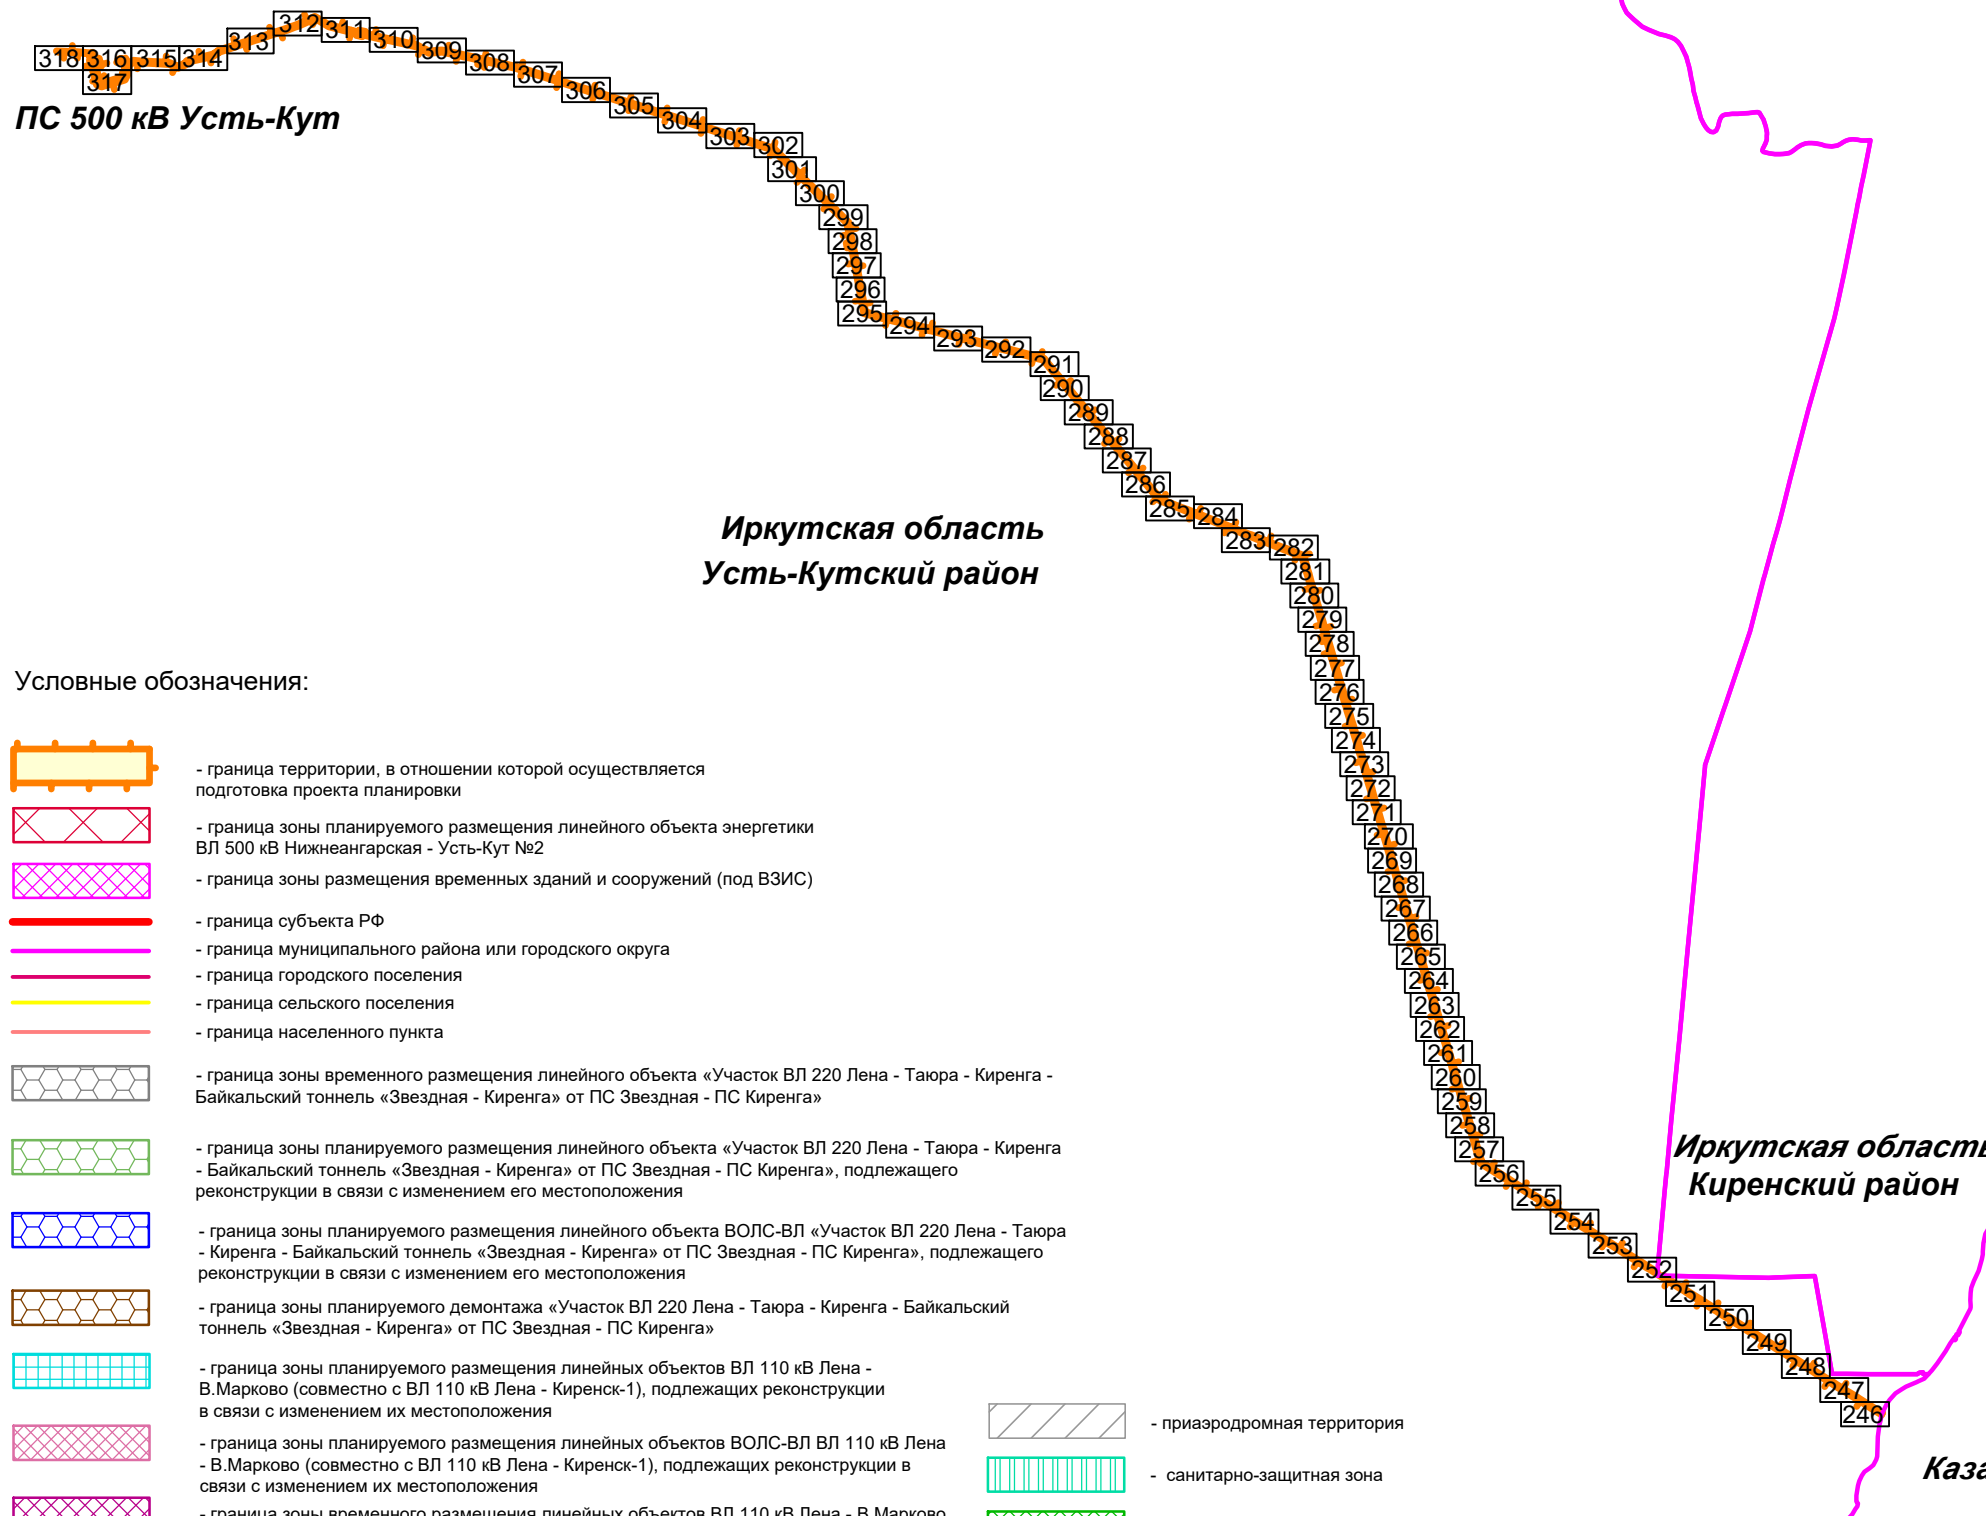 312
311
310
313
309
318
316
315
314
308
317
307
306
305
304
303
302
301
300
299
298
297
296
295
294
293
292
291
290
289
288
287
286
285
284
283
282
281
280
279
278
277
276
275
274
273
272
271
270
269
268
267
266
265
264
263
262
261
260
259
258
257
256
255
254
253
252
251
250
249
248
247
246
ПС 500 кВ Усть-Кут
Иркутская область
Усть-Кутский район
Иркутская область
Киренский район
Условные обозначения:
- граница территории, в отношении которой осуществляется
подготовка проекта планировки
- граница зоны планируемого размещения линейного объекта энергетики
ВЛ 500 кВ Нижнеангарская - Усть-Кут №2
- граница зоны размещения временных зданий и сооружений (под ВЗИС)
- граница субъекта РФ
- граница муниципального района или городского округа
- граница городского поселения
- граница сельского поселения
- граница населенного пункта
- граница зоны временного размещения линейного объекта «Участок ВЛ 220 Лена - Таюра - Киренга -
Байкальский тоннель «Звездная - Киренга» от ПС Звездная - ПС Киренга»
- граница зоны планируемого размещения линейного объекта «Участок ВЛ 220 Лена - Таюра - Киренга
- Байкальский тоннель «Звездная - Киренга» от ПС Звездная - ПС Киренга», подлежащего
реконструкции в связи с изменением его местоположения
- граница зоны планируемого размещения линейного объекта ВОЛС-ВЛ «Участок ВЛ 220 Лена - Таюра
- Киренга - Байкальский тоннель «Звездная - Киренга» от ПС Звездная - ПС Киренга», подлежащего
реконструкции в связи с изменением его местоположения
- граница зоны планируемого демонтажа «Участок ВЛ 220 Лена - Таюра - Киренга - Байкальский
тоннель «Звездная - Киренга» от ПС Звездная - ПС Киренга»
- граница зоны планируемого размещения линейных объектов ВЛ 110 кВ Лена -
В.Марково (совместно с ВЛ 110 кВ Лена - Киренск-1), подлежащих реконструкции
в связи с изменением их местоположения
- граница зоны планируемого размещения линейных объектов ВОЛС-ВЛ ВЛ 110 кВ Лена
- В.Марково (совместно с ВЛ 110 кВ Лена - Киренск-1), подлежащих реконструкции в
связи с изменением их местоположения
- граница зоны временного размещения линейных объектов ВЛ 110 кВ Лена - В.Марково
- приаэродромная территория
- санитарно-защитная зона
Каза